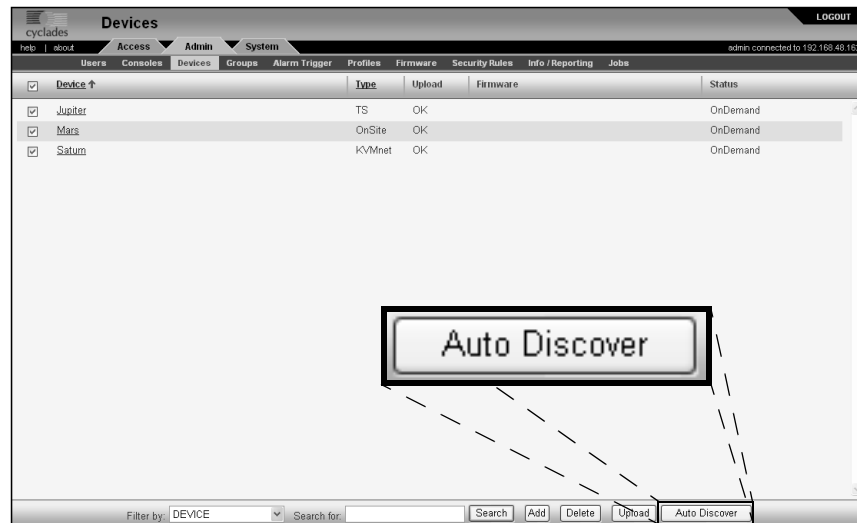 cyclades
Devices
LOGOUT
help | about
Access Admin System
admin connected to 192.168.48.16
Users Consoles Devices Groups Alarm Trigger Profiles Firmware Security Rules Info / Reporting Jobs
Device ↑ Type Upload Firmware Status
Jupiter TS OK OnDemand
Mars OnSite OK OnDemand
Saturn KVMnet OK OnDemand
Auto Discover
Filter by: DEVICE Search for: Search Add Delete Upload Auto Discover